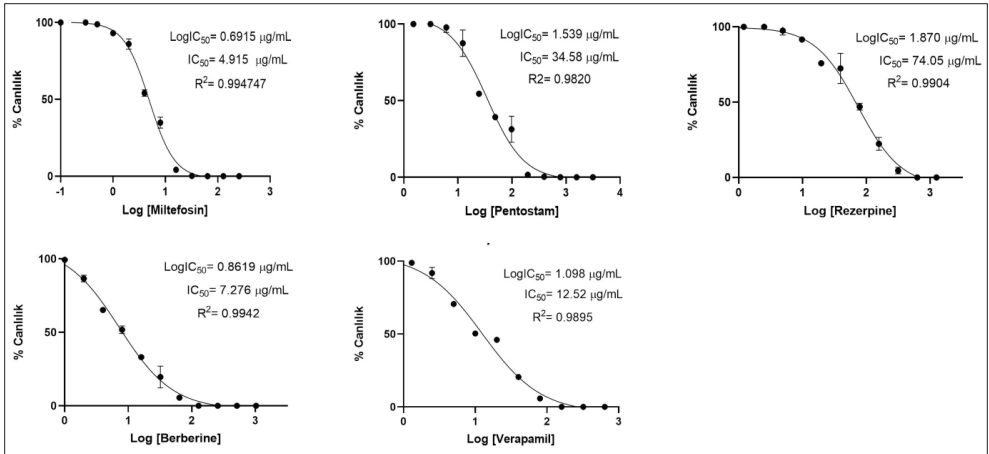 100
50
0
% Canlılık
-1
0
1
2
3
Log [Miltefosin]
LogIC50= 0.6915 µg/mL
IC50= 4.915 µg/mL
R2= 0.994747
100
50
0
% Canlılık
0
1
2
3
4
Log [Pentostam]
LogIC50= 1.539 µg/mL
IC50= 34.58 µg/mL
R2= 0.9820
100
50
0
% Canlılık
0
1
2
3
Log [Rezerpine]
LogIC50= 1.870 µg/mL
IC50= 74.05 µg/mL
R2= 0.9904
100
50
0
% Canlılık
0
1
2
3
Log [Berberine]
LogIC50= 0.8619 µg/mL
IC50= 7.276 µg/mL
R2= 0.9942
100
50
0
% Canlılık
0
1
2
3
Log [Verapamil]
LogIC50= 1.098 µg/mL
IC50= 12.52 µg/mL
R2= 0.9895